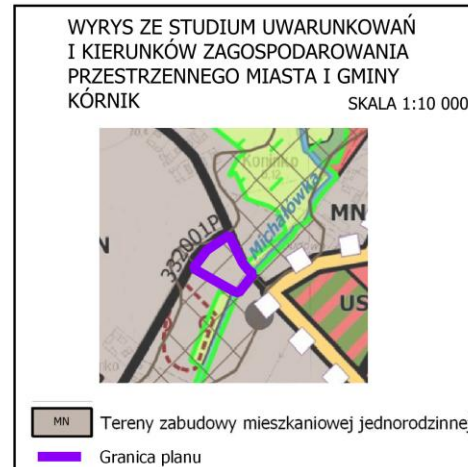 WYRYS ZE STUDIUM UWARUNKOWAŃ
I KIERUNKÓW ZAGOSPODAROWANIA
PRZESTRZENNEGO MIASTA I GMINY
KÓRNIK SKALA 1:10 000
Koninko
332001P
Michałówka
MN
N
US
MN Tereny zabudowy mieszkaniowej jednorodzinnej
Granica planu